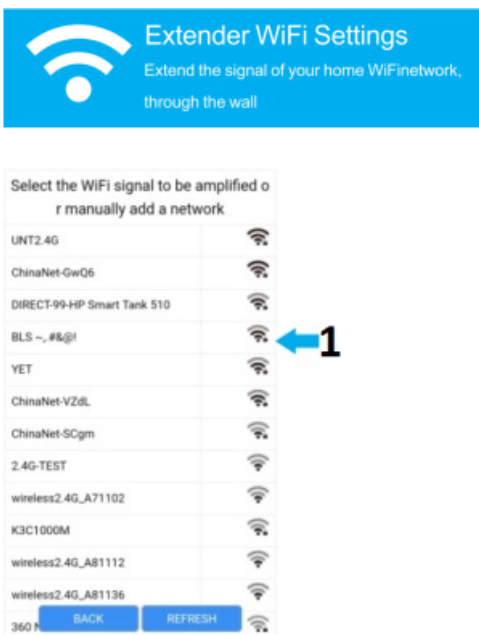 Extender WiFi Settings
Extend the signal of your home WiFinetwork,
through the wall
Select the WiFi signal to be amplified o
r manually add a network
UNT2.4G
ChinaNet-GwQ6
DIRECT-99-HP Smart Tank 510
BLS ~,.#&@!
1
YET
ChinaNet-VZdL
ChinaNet-SCgm
2.4G-TEST
wireless2.4G_A71102
K3C1000M
wireless2.4G_A81112
wireless2.4G_A81136
360
BACK REFRESH